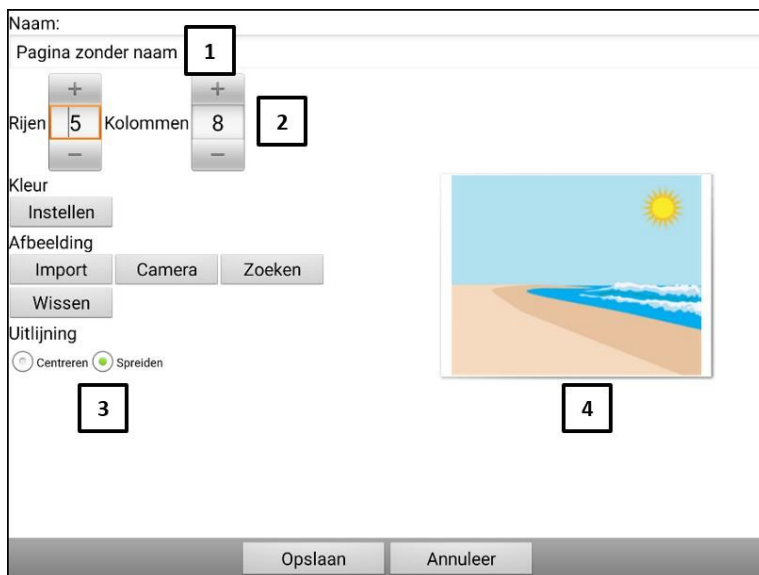 Naam:
Pagina zonder naam 1
+ +
Rijen 5 Kolommen 8 2
− −
Kleur
Instellen
Afbeelding
Import Camera Zoeken
Wissen
Uitlijning
Centreren Spreiden
3 4
Opslaan Annuleer